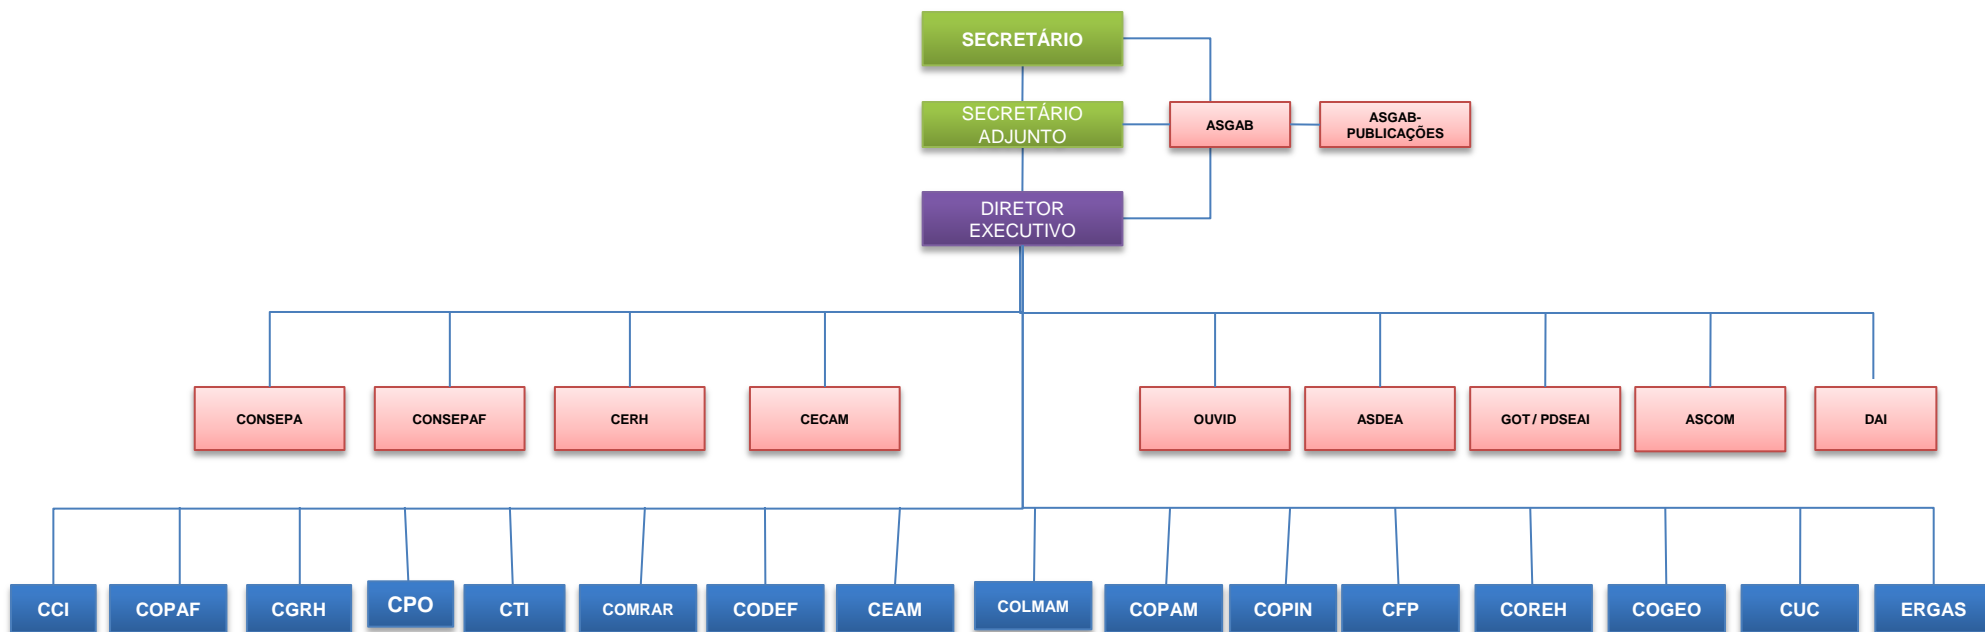 SECRETÁRIO
SECRETÁRIO
ADJUNTO
ASGAB
ASGAB-
PUBLICAÇÕES
DIRETOR
EXECUTIVO
CONSEPA
CONSEPAF
CERH
CECAM
OUVID
ASDEA
GOT / PDSEAI
ASCOM
DAI
CCI
COPAF
CGRH
CPO
CTI
COMRAR
CODEF
CEAM
COLMAM
COPAM
COPIN
CFP
COREH
COGEO
CUC
ERGAS